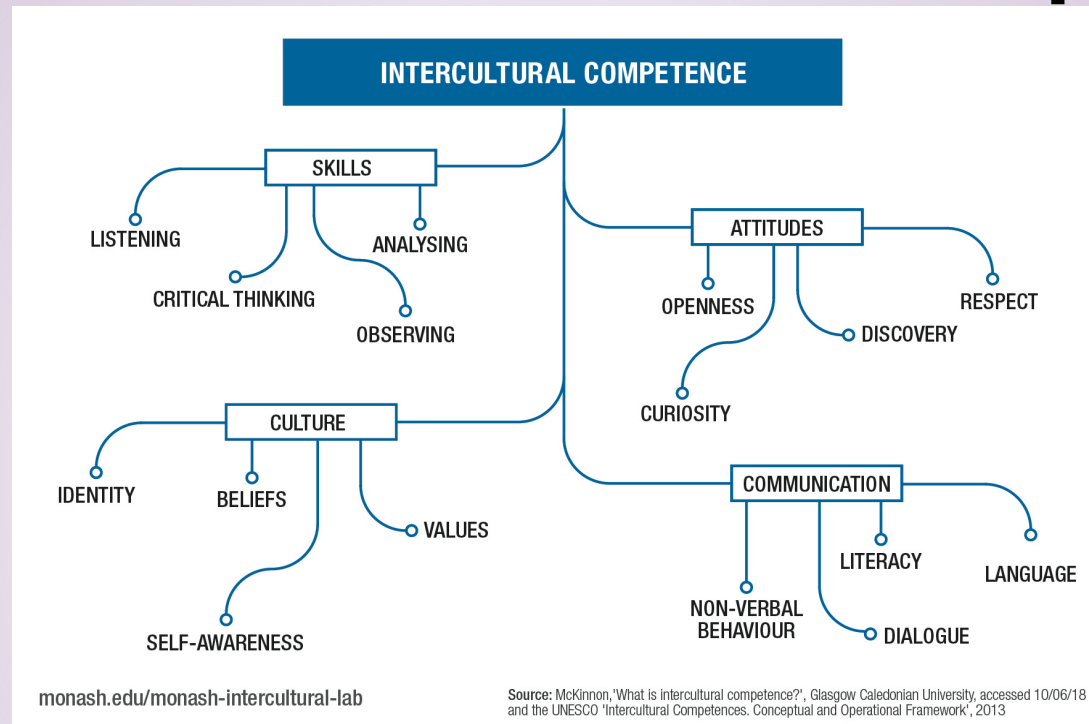 INTERCULTURAL COMPETENCE
SKILLS
LISTENING
ANALYSING
CRITICAL THINKING
OBSERVING
ATTITUDES
OPENNESS
RESPECT
DISCOVERY
CURIOSITY
CULTURE
IDENTITY
BELIEFS
VALUES
SELF-AWARENESS
COMMUNICATION
LITERACY
LANGUAGE
NON-VERBAL
BEHAVIOUR
DIALOGUE
monash.edu/monash-intercultural-lab
Source: McKinnon,'What is intercultural competence?', Glasgow Caledonian University, accessed 10/06/18
and the UNESCO 'Intercultural Competences. Conceptual and Operational Framework', 2013